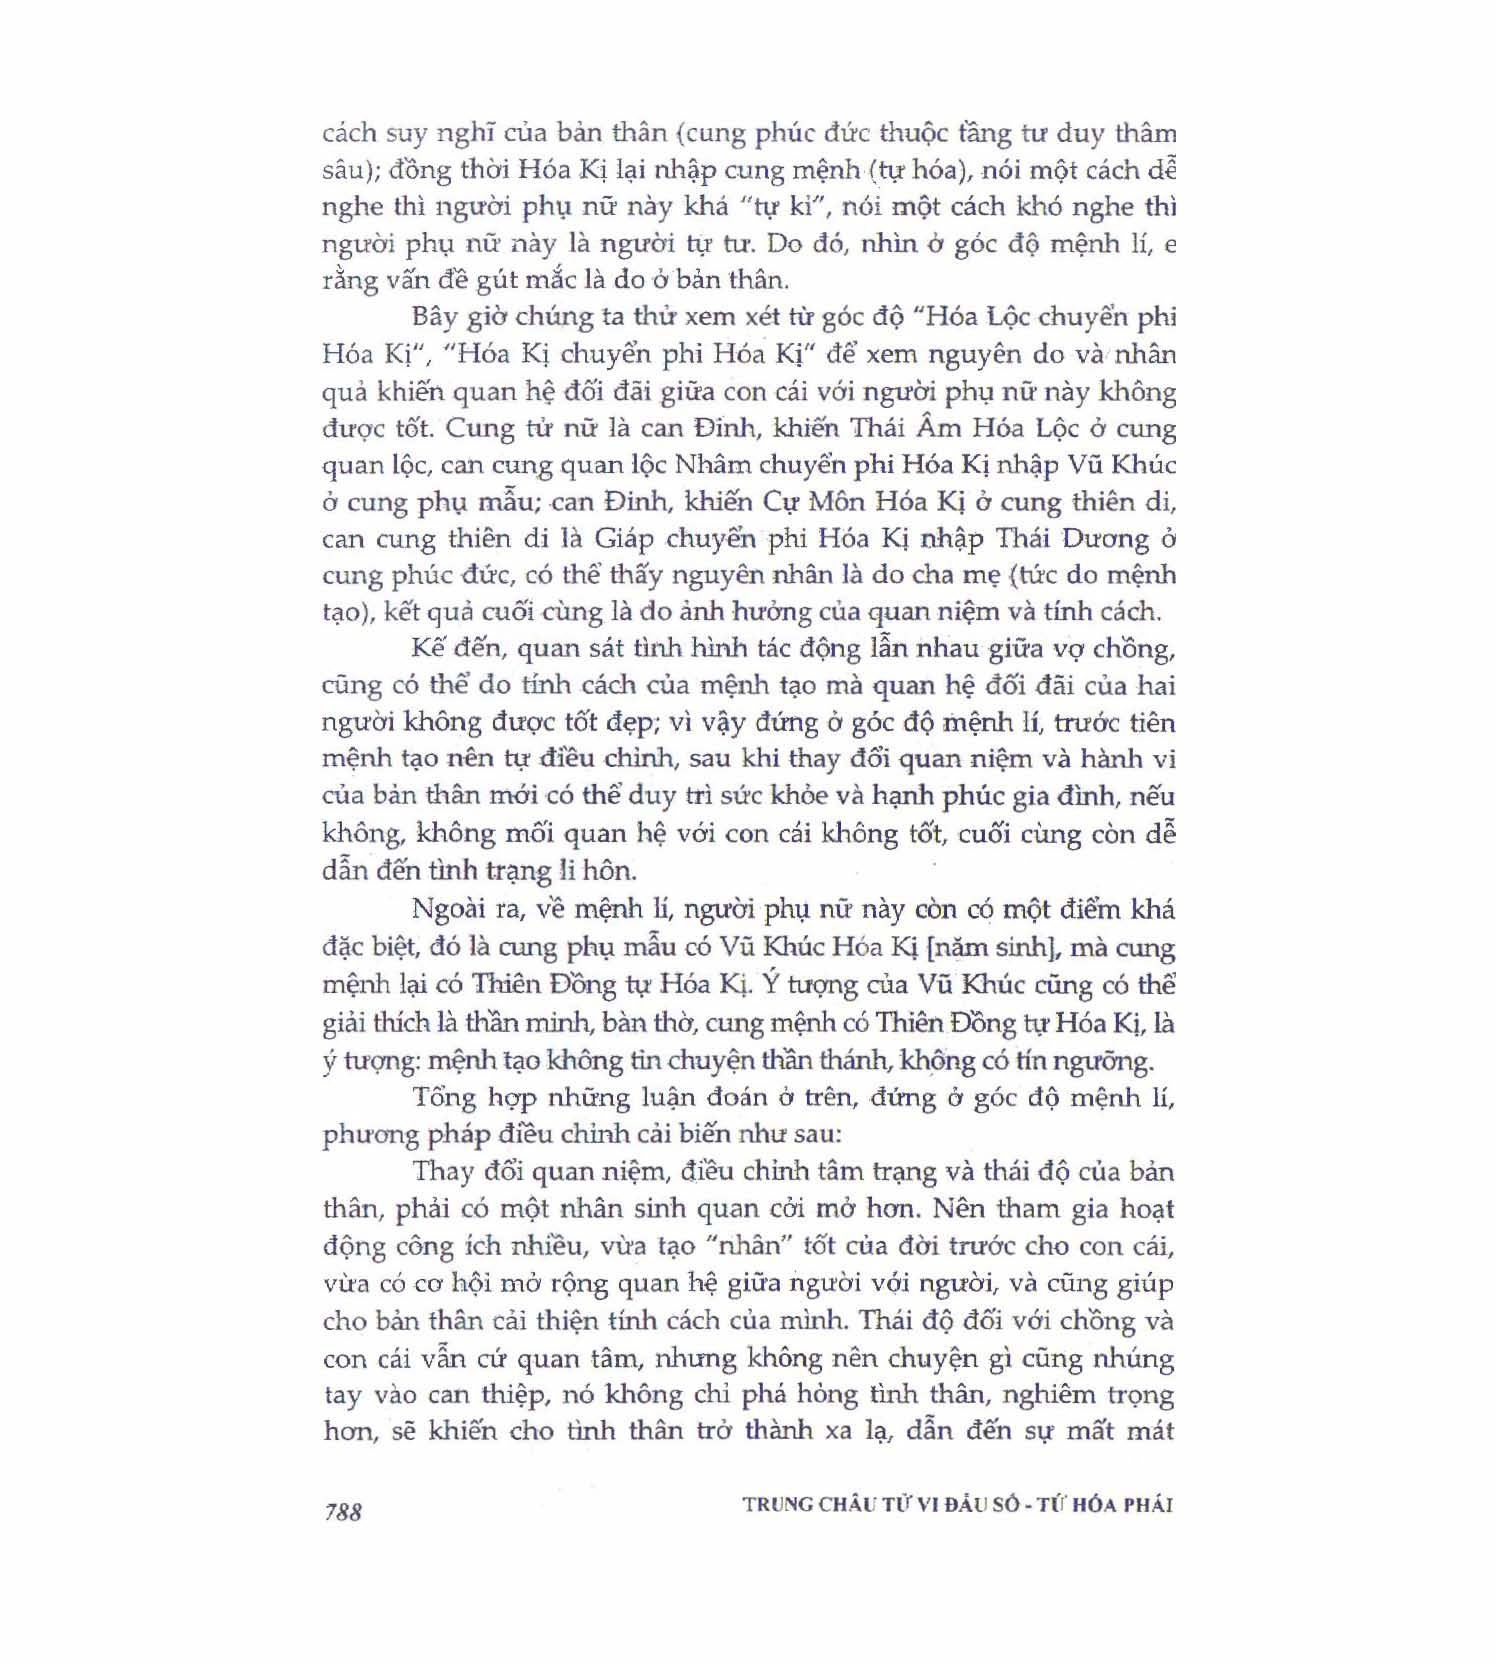 cách suy nghĩ của bản thân (cung phúc đức thuộc tầng tư duy thâm
sâu); đồng thời Hóa Kị lại nhập cung mệnh (tự hóa), nói một cách dễ
nghe thì người phụ nữ này khá "tự kỉ", nói một cách khó nghe thì
người phụ nữ này là người tự tư. Do đó, nhìn ở góc độ mệnh lí, e
rằng vấn đề gút mắc là do ở bản thân.
Bây giờ chúng ta thử xem xét từ góc độ "Hóa Lộc chuyển phi
Hóa Kị", "Hóa Kị chuyển phi Hóa Kị" để xem nguyên do và nhân
quả khiến quan hệ đối đãi giữa con cái với người phụ nữ này không
được tốt. Cung tử nữ là can Đinh, khiến Thái Âm Hóa Lộc ở cung
quan lộc, can cung quan lộc Nhâm chuyển phi Hóa Kị nhập Vũ Khúc
ở cung phụ mẫu; can Đinh, khiến Cự Môn Hóa Kị ở cung thiên di,
can cung thiên di là Giáp chuyển phi Hóa Kị nhập Thái Dương ở
cung phúc đức, có thể thấy nguyên nhân là do cha mẹ (tức do mệnh
tạo), kết quả cuối cùng là do ảnh hưởng của quan niệm và tính cách.
Kế đến, quan sát tình hình tác động lẫn nhau giữa vợ chồng,
cũng có thể do tính cách của mệnh tạo mà quan hệ đối đãi của hai
người không được tốt đẹp; vì vậy đứng ở góc độ mệnh lí, trước tiên
mệnh tạo nên tự điều chỉnh, sau khi thay đổi quan niệm và hành vi
của bản thân mới có thể duy trì sức khỏe và hạnh phúc gia đình, nếu
không, không mối quan hệ với con cái không tốt, cuối cùng còn dễ
dẫn đến tình trạng li hôn.
Ngoài ra, về mệnh lí, người phụ nữ này còn có một điểm khá
đặc biệt, đó là cung phụ mẫu có Vũ Khúc Hóa Kị [năm sinh], mà cung
mệnh lại có Thiên Đồng tự Hóa Kị. Ý tượng của Vũ Khúc cũng có thể
giải thích là thần minh, bàn thờ, cung mệnh có Thiên Đồng tự Hóa Kị, là
ý tượng: mệnh tạo không tin chuyện thần thánh, không có tín ngưỡng.
Tổng hợp những luận đoán ở trên, đứng ở góc độ mệnh lí,
phương pháp điều chỉnh cải biến như sau:
Thay đổi quan niệm, điều chỉnh tâm trạng và thái độ của bản
thân, phải có một nhân sinh quan cởi mở hơn. Nên tham gia hoạt
động công ích nhiều, vừa tạo "nhân" tốt của đời trước cho con cái,
vừa có cơ hội mở rộng quan hệ giữa người với người, và cũng giúp
cho bản thân cải thiện tính cách của mình. Thái độ đối với chồng và
con cái vẫn cứ quan tâm, nhưng không nên chuyện gì cũng nhúng
tay vào can thiệp, nó không chỉ phá hỏng tình thân, nghiêm trọng
hơn, sẽ khiến cho tình thân trở thành xa lạ, dẫn đến sự mất mát
788 TRUNG CHÂU TỬ VI ĐẨU SỐ - TỨ HÓA PHÁI